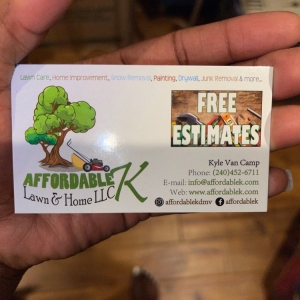 Lawn Care, Home Improvement, Snow Removal, Painting, Drywall, Junk Removal & more...
FREE
ESTIMATES
AFFORDABLE K
Lawn & Home LLC
Kyle Van Camp
Phone: (240)452-6711
E-mail: info@affordablek.com
Web: www.affordablek.com
affordablekdmv affordablek